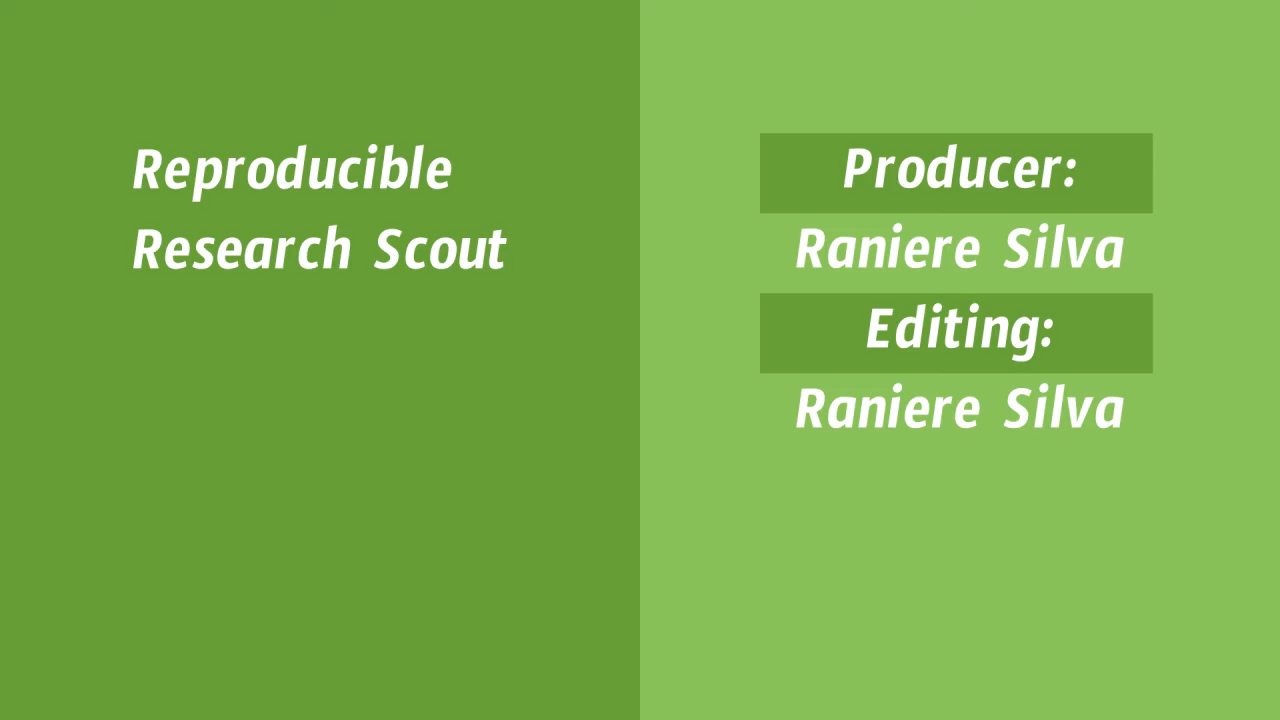 Reproducible
Research Scout
Producer:
Raniere Silva
Editing:
Raniere Silva